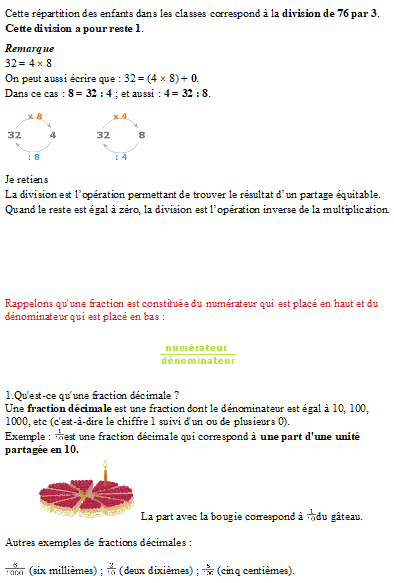 Cette répartition des enfants dans les classes correspond à la division de 76 par 3.
Cette division a pour reste 1.
Remarque
32 = 4 × 8
On peut aussi écrire que : 32 = (4 × 8) + 0.
Dans ce cas : 8 = 32 : 4 ; et aussi : 4 = 32 : 8.
x 8 x 4
32 4 32 8
: 8 : 4
Je retiens
La division est l'opération permettant de trouver le résultat d'un partage équitable.
Quand le reste est égal à zéro, la division est l'opération inverse de la multiplication.
Rappelons qu'une fraction est constituée du numérateur qui est placé en haut et du
dénominateur qui est placé en bas :
numérateur
dénominateur
1.Qu'est-ce qu'une fraction décimale ?
Une fraction décimale est une fraction dont le dénominateur est égal à 10, 100,
1000, etc (c'est-à-dire le chiffre 1 suivi d'un ou de plusieurs 0).
Exemple : 1/10 est une fraction décimale qui correspond à une part d'une unité
partagée en 10.
La part avec la bougie correspond à 1/10 du gâteau.
Autres exemples de fractions décimales :
6/1000 (six millièmes) ; 2/10 (deux dixièmes) ; 5/100 (cinq centièmes).